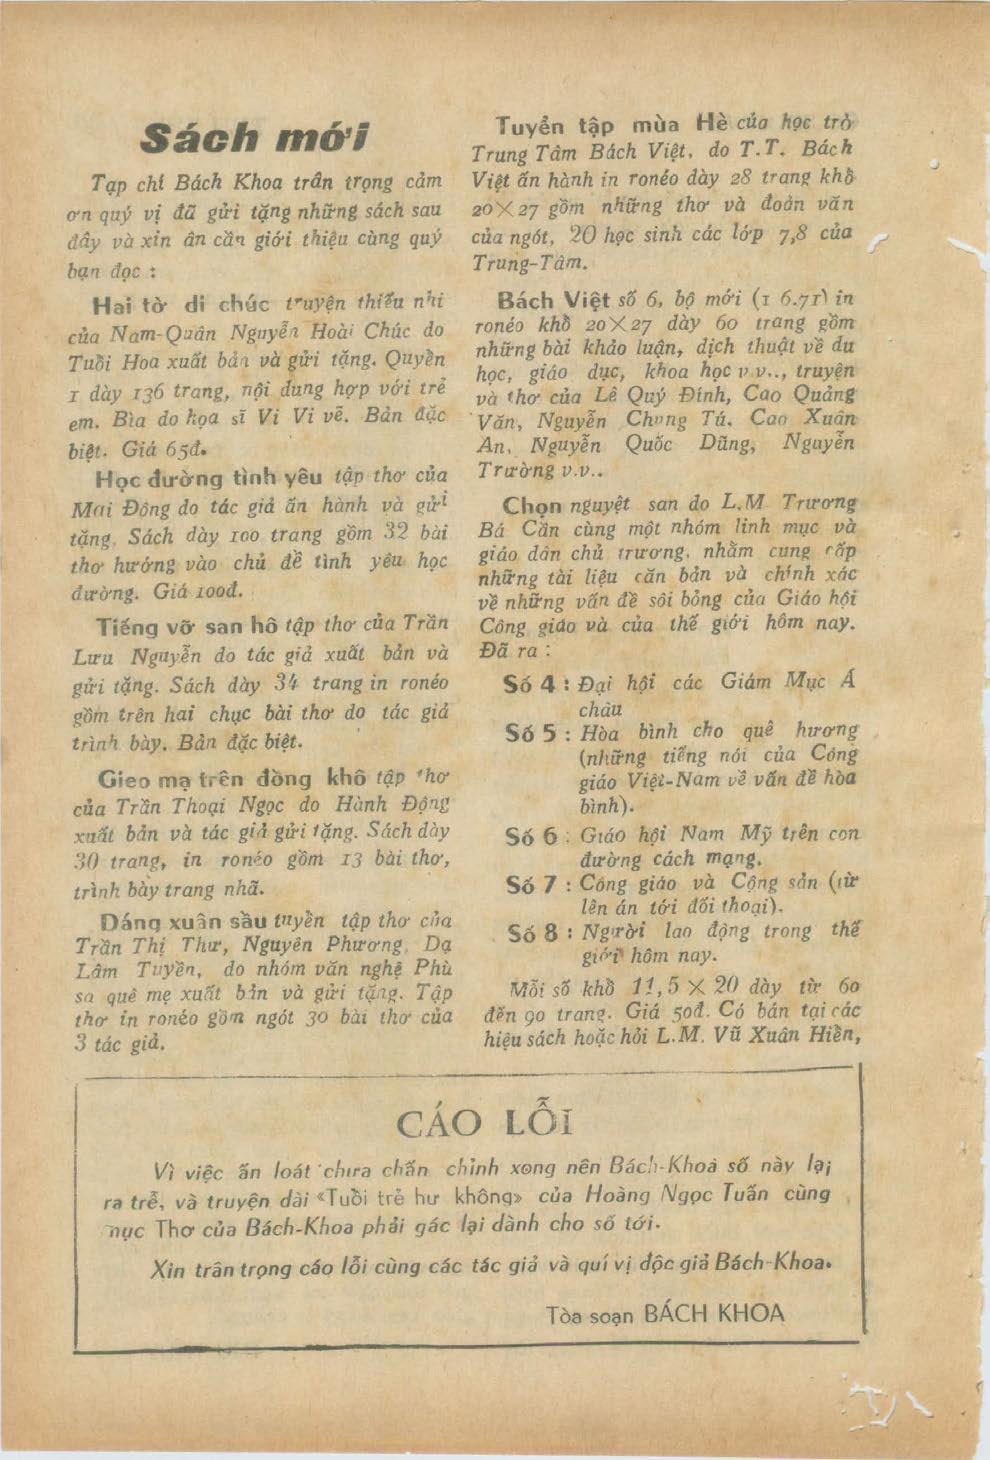 Sách mới
Tạp chí Bách Khoa trân trọng cảm
ơn quý vị đã gửi tặng những sách sau
đây và xin ân cần giới thiệu cùng quý
bạn đọc :
Hai tờ di chúc truyện thiếu nhi
của Nam-Quân Nguyễn Hoài Chúc do
Tuổi Hoa xuất bản và gửi tặng. Quyển
1 dày 136 trang, nội dung hợp với trẻ
em. Bìa do họa sĩ Vi Vi vẽ. Bản đặc
biệt. Giá 65đ.
Học đường tình yêu tập thơ của
Mai Đông do tác giả ấn hành và gửi
tặng. Sách dày 100 trang gồm 32 bài
thơ hướng vào chủ đề tình yêu học
đường. Giá 100đ.
Tiếng vỡ san hô tập thơ của Trần
Lưu Nguyễn do tác giả xuất bản và
gửi tặng. Sách dày 34 trang in ronéo
gồm trên hai chục bài thơ do tác giả
trình bày. Bản đặc biệt.
Gieo mạ trên đồng khô tập thơ
của Trần Thoại Ngọc do Hành Động
xuất bản và tác giả gửi tặng. Sách dày
30 trang, in ronéo gồm 13 bài thơ,
trình bày trang nhã.
Dáng xuân sầu tuyển tập thơ của
Trần Thị Thư, Nguyên Phương, Dạ
Lâm Tuyền, do nhóm văn nghệ Phù
sa quê mẹ xuất bản và gửi tặng. Tập
thơ in ronéo gồm ngót 30 bài thơ của
3 tác giả.
Tuyển tập mùa Hè của học trò
Trung Tâm Bách Việt, do T.T. Bách
Việt ấn hành in ronéo dày 28 trang khổ
20×27 gồm những thơ và đoản văn
của ngót, 20 học sinh các lớp 7,8 của
Trung-Tâm.
Bách Việt số 6, bộ mới (1 6.71) in
ronéo khổ 20×27 dày 60 trang gồm
những bài khảo luận, dịch thuật về du
học, giáo dục, khoa học v.v.., truyện
và thơ của Lê Quý Đính, Cao Quảng
Văn, Nguyễn Chung Tú, Cao Xuân
An, Nguyễn Quốc Dũng, Nguyễn
Trường v.v..
Chọn nguyệt san do L.M Trương
Bá Cần cùng một nhóm linh mục và
giáo dân chủ trương, nhằm cung cấp
những tài liệu căn bản và chính xác
về những vấn đề sôi bỏng của Giáo hội
Công giáo và của thế giới hôm nay.
Đã ra :
Số 4 : Đại hội các Giám Mục Á
châu
Số 5 : Hòa bình cho quê hương
(những tiếng nói của Công
giáo Việt-Nam về vấn đề hòa
bình).
Số 6 : Giáo hội Nam Mỹ trên con
đường cách mạng.
Số 7 : Công giáo và Cộng sản (từ
lên án tới đối thoại).
Số 8 : Người lao động trong thế
giới hôm nay.
Mỗi số khổ 11,5 × 20 dày từ 60
đến 90 trang. Giá 50đ. Có bán tại các
hiệu sách hoặc hỏi L.M. Vũ Xuân Hiền,
CÁO LỖI
Vì việc ấn loát chưa chấn chỉnh xong nên Bách-Khoa số này lại
ra trễ, và truyện dài «Tuổi trẻ hư không» của Hoàng Ngọc Tuấn cùng
mục Thơ của Bách-Khoa phải gác lại dành cho số tới.
Xin trân trọng cáo lỗi cùng các tác giả và quí vị độc giả Bách-Khoa.
Tòa soạn BÁCH KHOA